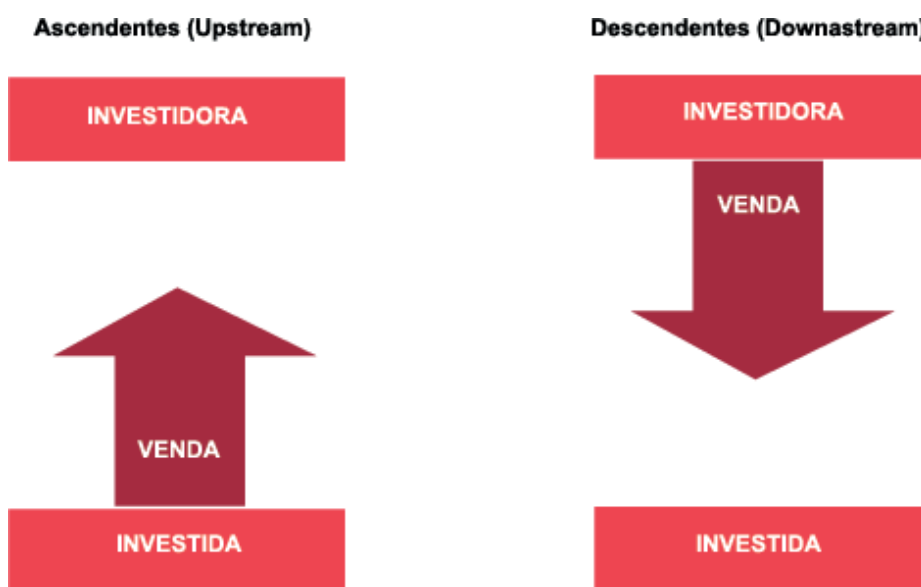 Ascendentes (Upstream)
INVESTIDORA
VENDA
INVESTIDA
Descendentes (Downastream)
INVESTIDORA
VENDA
INVESTIDA